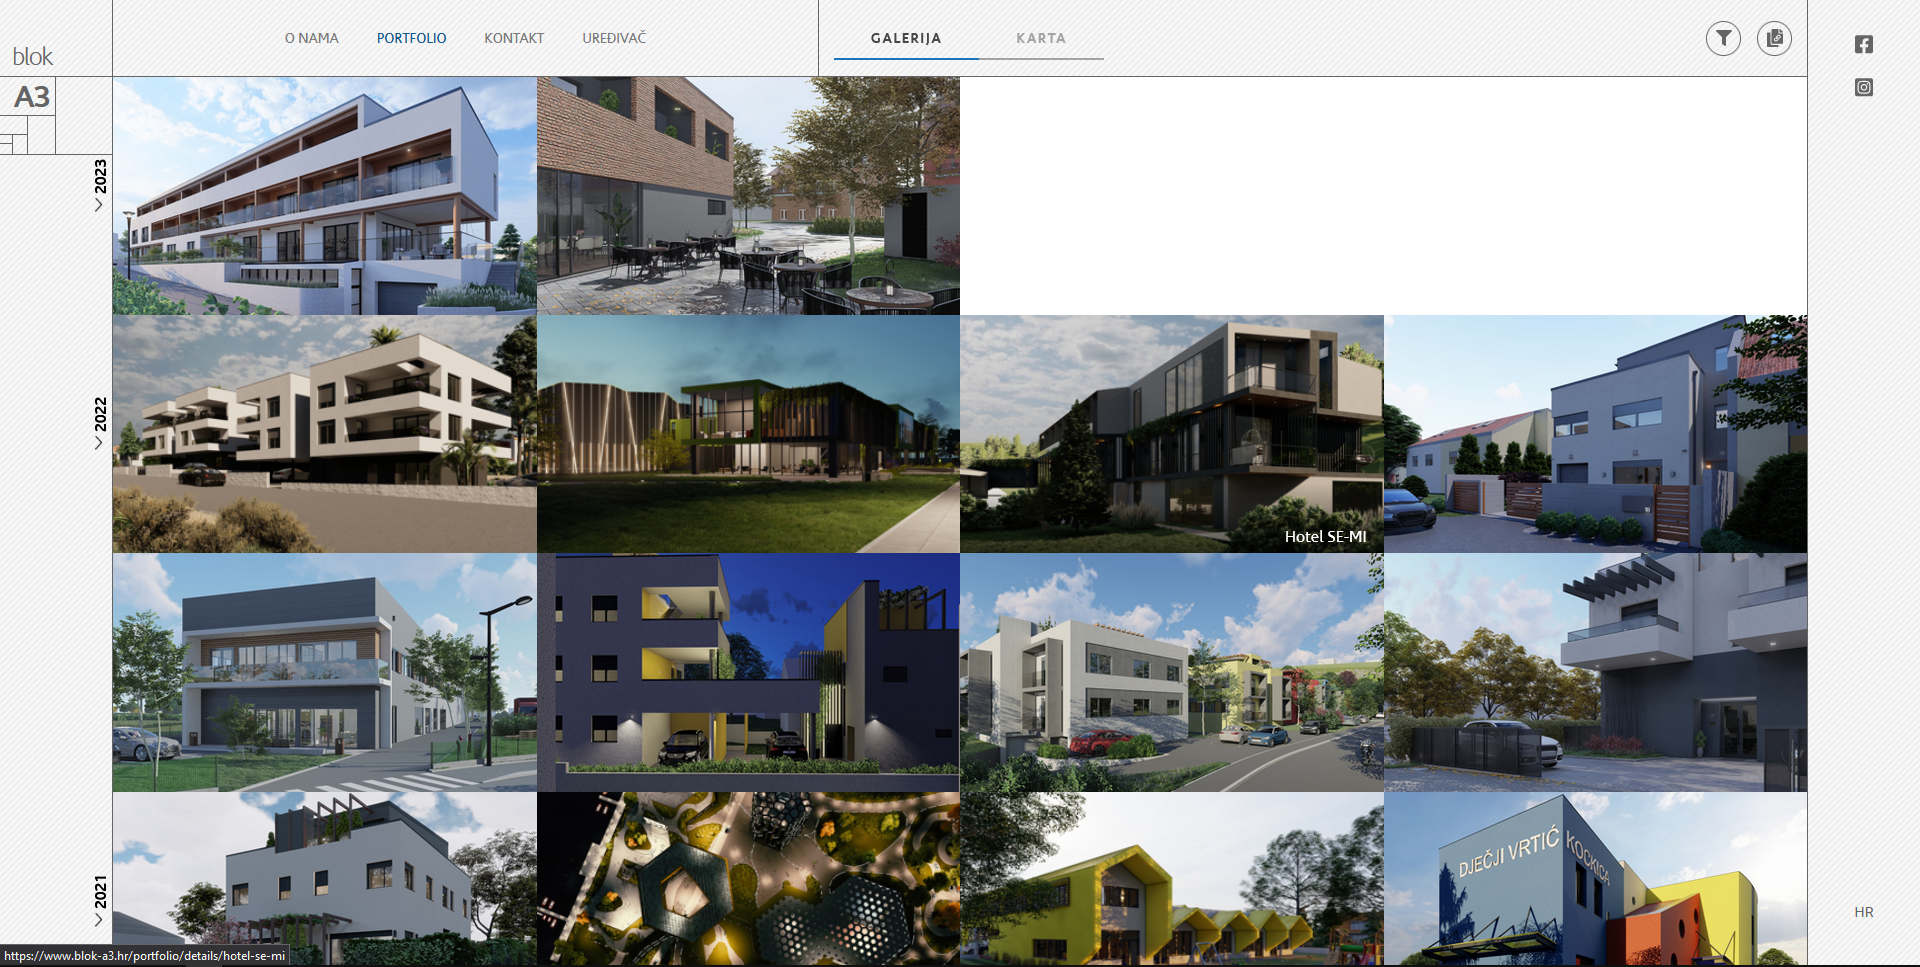 blok
A3
O NAMA
PORTFOLIO
KONTAKT
UREĐIVAČ
GALERIJA
KARTA
2023
2022
Hotel SE-MI
2021
DJEČJI VRTIĆ
KOCKICA
HR
https://www.blok-a3.hr/portfolio/details/hotel-se-mi